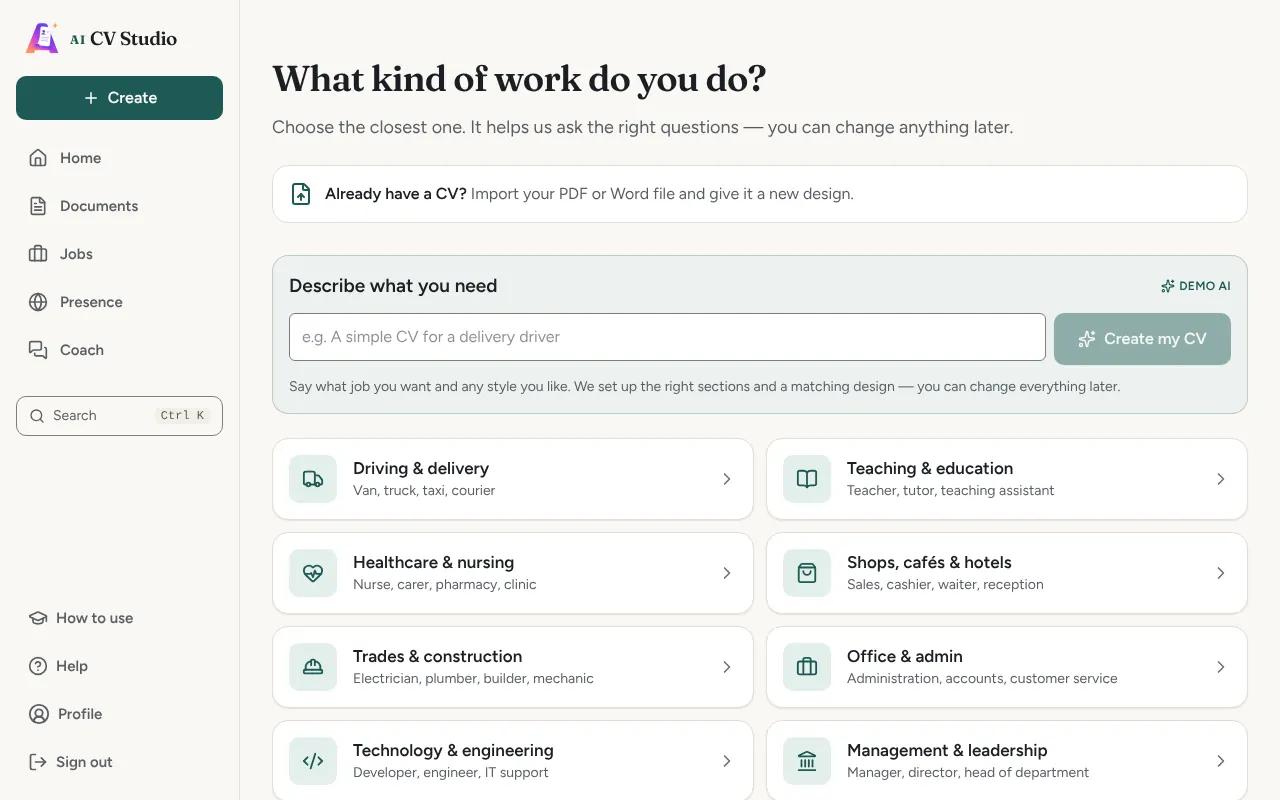 AI CV Studio
Create
Home
Documents
Jobs
Presence
Coach
Search Ctrl K
How to use
Help
Profile
Sign out
What kind of work do you do?
Choose the closest one. It helps us ask the right questions — you can change anything later.
Already have a CV? Import your PDF or Word file and give it a new design.
Describe what you need
DEMO AI
e.g. A simple CV for a delivery driver
Create my CV
Say what job you want and any style you like. We set up the right sections and a matching design — you can change everything later.
Driving & delivery
Van, truck, taxi, courier
Teaching & education
Teacher, tutor, teaching assistant
Healthcare & nursing
Nurse, carer, pharmacy, clinic
Shops, cafés & hotels
Sales, cashier, waiter, reception
Trades & construction
Electrician, plumber, builder, mechanic
Office & admin
Administration, accounts, customer service
Technology & engineering
Developer, engineer, IT support
Management & leadership
Manager, director, head of department